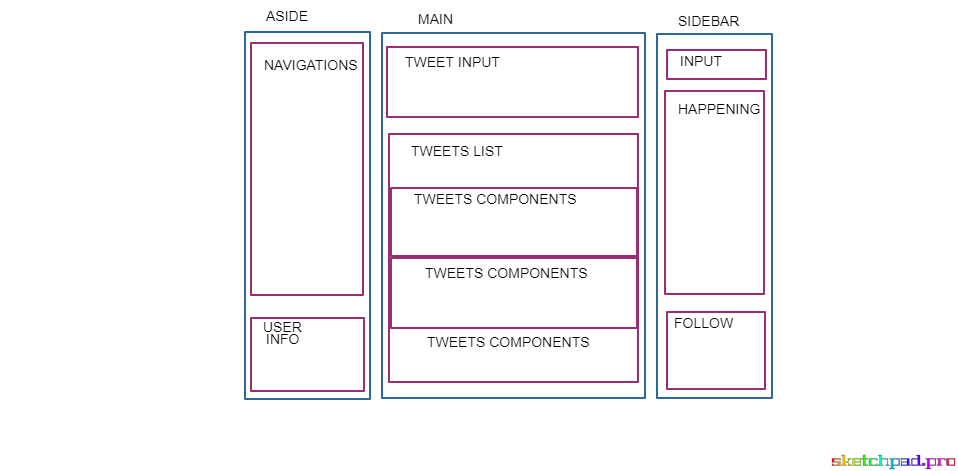 ASIDE
NAVIGATIONS
USER
INFO
MAIN
TWEET INPUT
TWEETS LIST
TWEETS COMPONENTS
TWEETS COMPONENTS
TWEETS COMPONENTS
SIDEBAR
INPUT
HAPPENING
FOLLOW
sketchpad.pro